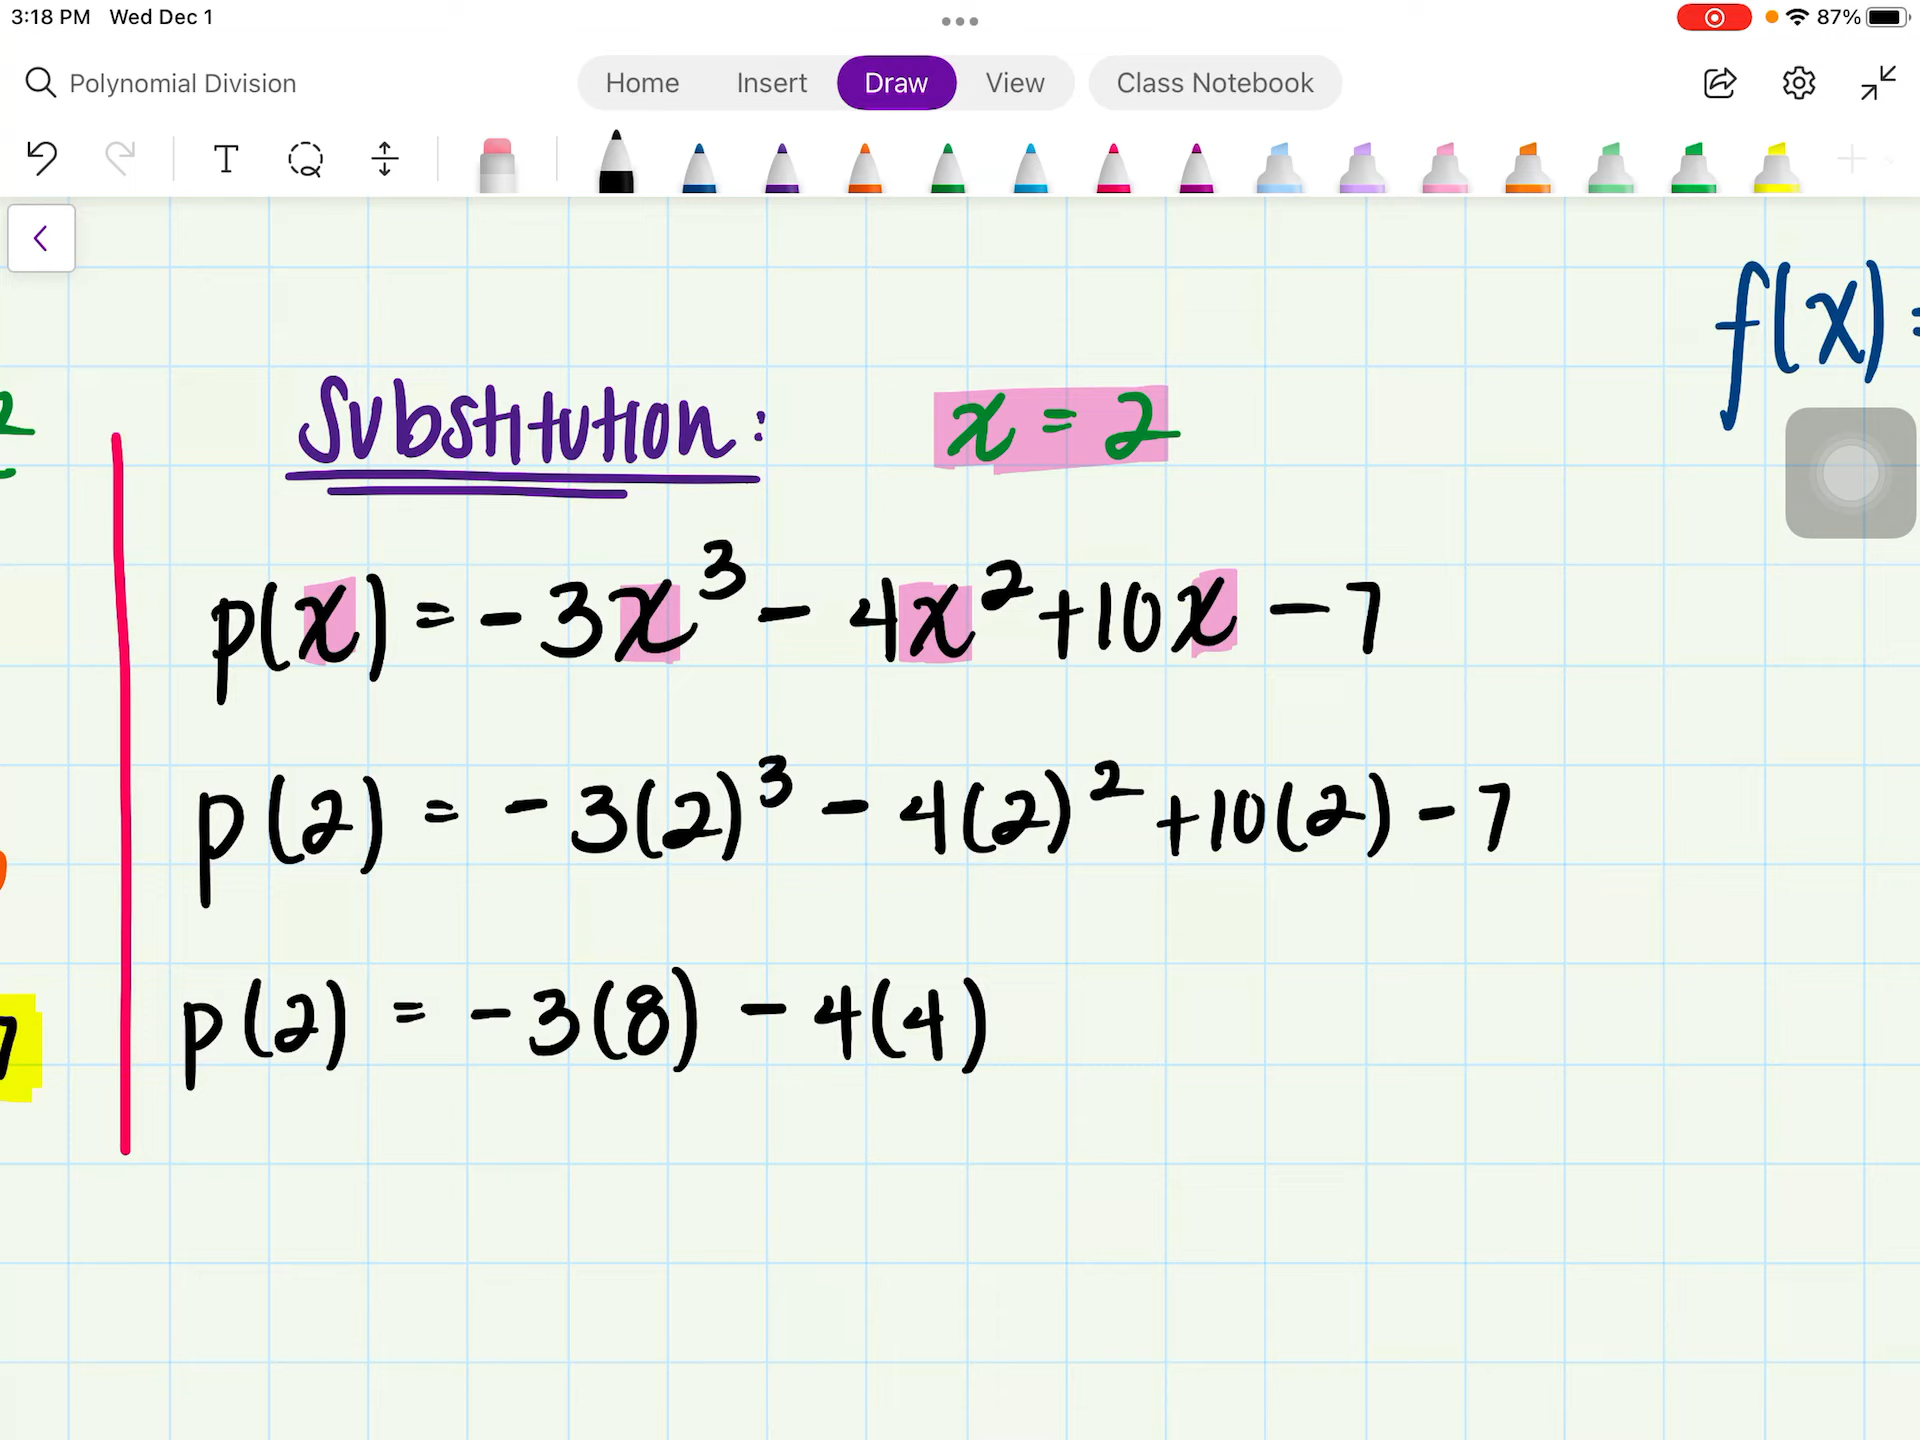 3:18 PM Wed Dec 1
87%
Polynomial Division
Home Insert Draw View Class Notebook
T
f(x) =
Substitution: x = 2
p(x) = -3x³ - 4x² + 10x - 7
p(2) = -3(2)³ - 4(2)² + 10(2) - 7
p(2) = -3(8) - 4(4)